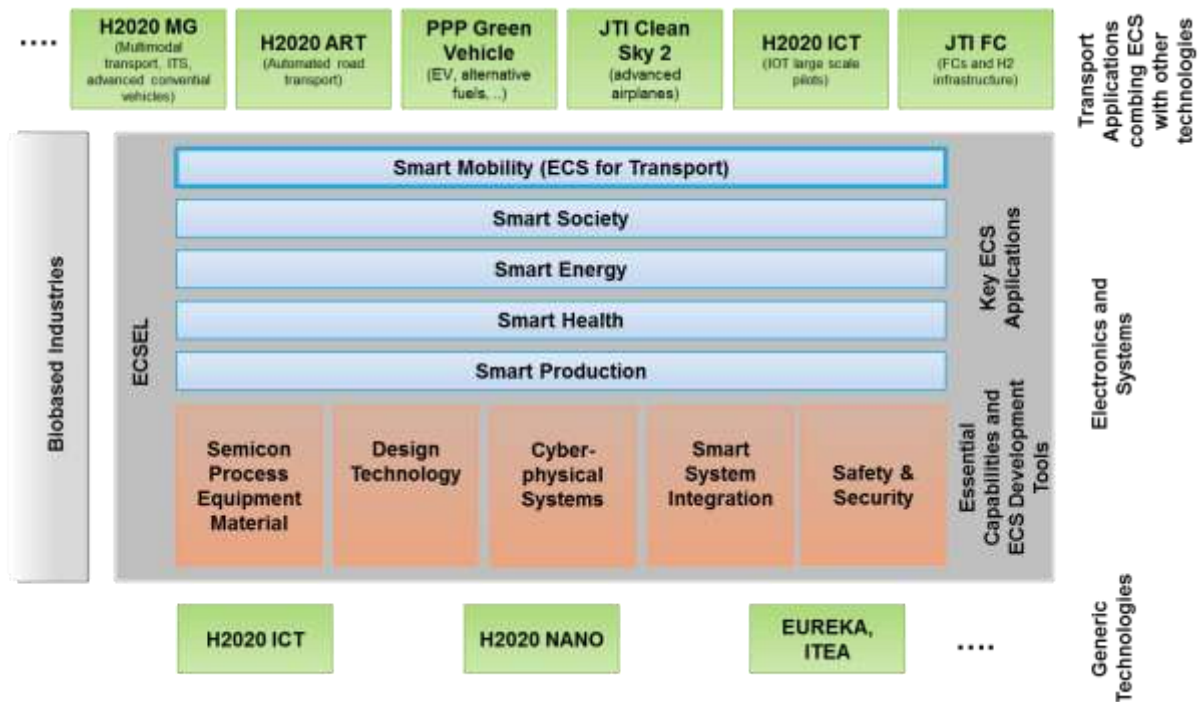 ....
H2020 MG
(Multimodal
transport, ITS,
advanced convential
vehicles)
H2020 ART
(Automated road
transport)
PPP Green
Vehicle
(EV, alternative
fuels, ..)
JTI Clean
Sky 2
(advanced
airplanes)
H2020 ICT
(IOT large scale
pilots)
JTI FC
(FCs and H2
infrastructure)
Transport
Applications
combing ECS
with other
technologies
Biobased Industries
ECSEL
Smart Mobility (ECS for Transport)
Smart Society
Smart Energy
Smart Health
Smart Production
Key ECS
Applications
Electronics and
Systems
Semicon
Process
Equipment
Material
Design
Technology
Cyber-
physical
Systems
Smart
System
Integration
Safety &
Security
Essential
Capabilities and
ECS Development
Tools
H2020 ICT
H2020 NANO
EUREKA,
ITEA
....
Generic
Technologies